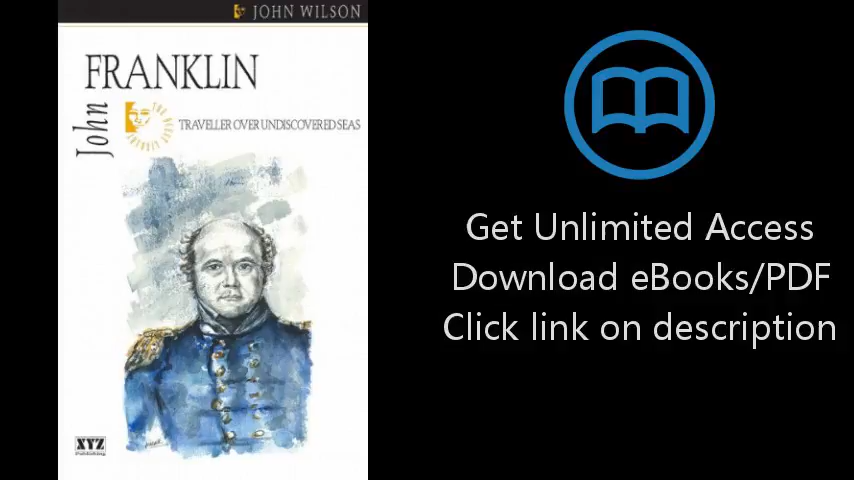 JOHN WILSON
John
FRANKLIN
TRAVELLER OVER UNDISCOVERED SEAS
XYZ
Publishing
Get Unlimited Access
Download eBooks/PDF
Click link on description